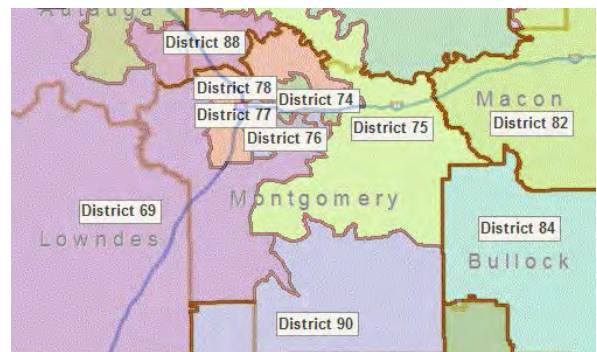 Autauga
District 88
District 78
District 74
Macon
District 77
District 75
District 82
District 76
Montgomery
District 69
District 84
Lowndes
Bullock
District 90